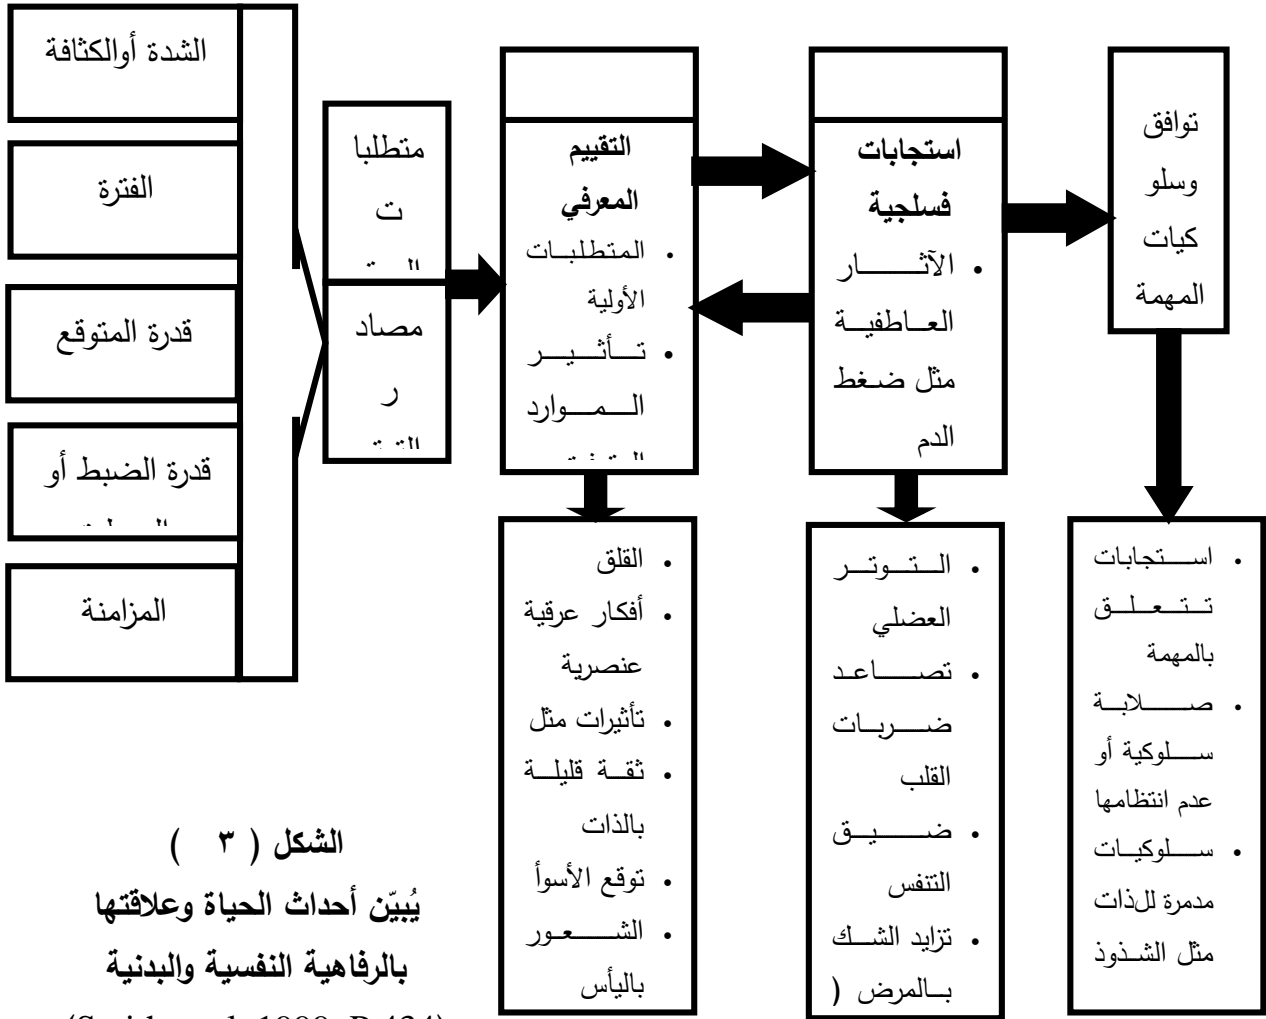 الشدة أوالكثافة
الفترة
قدرة المتوقع
قدرة الضبط أو
المزامنة
متطلبا
ت
مصاد
ر
التقييم
المعرفي
• المتطلبات
الأولية
• تأثير
الموارد
استجابات
فسلجية
• الآثار
العاطفية
مثل ضغط
الدم
توافق
وسلو
كيات
المهمة
• القلق
• أفكار عرقية
عنصرية
• تأثيرات مثل
• ثقة قليلة
بالذات
• توقع الأسوأ
• الشعور
باليأس
• التوتر
العضلي
• تصاعد
ضربات
القلب
• ضيق
التنفس
• تزايد الشك
بالمرض (
• استجابات
تتعلق
بالمهمة
• صلابة
سلوكية أو
عدم انتظامها
• سلوكيات
مدمرة للذات
مثل الشذوذ
الشكل ( ٣ )
يُبيّن أحداث الحياة وعلاقتها
بالرفاهية النفسية والبدنية